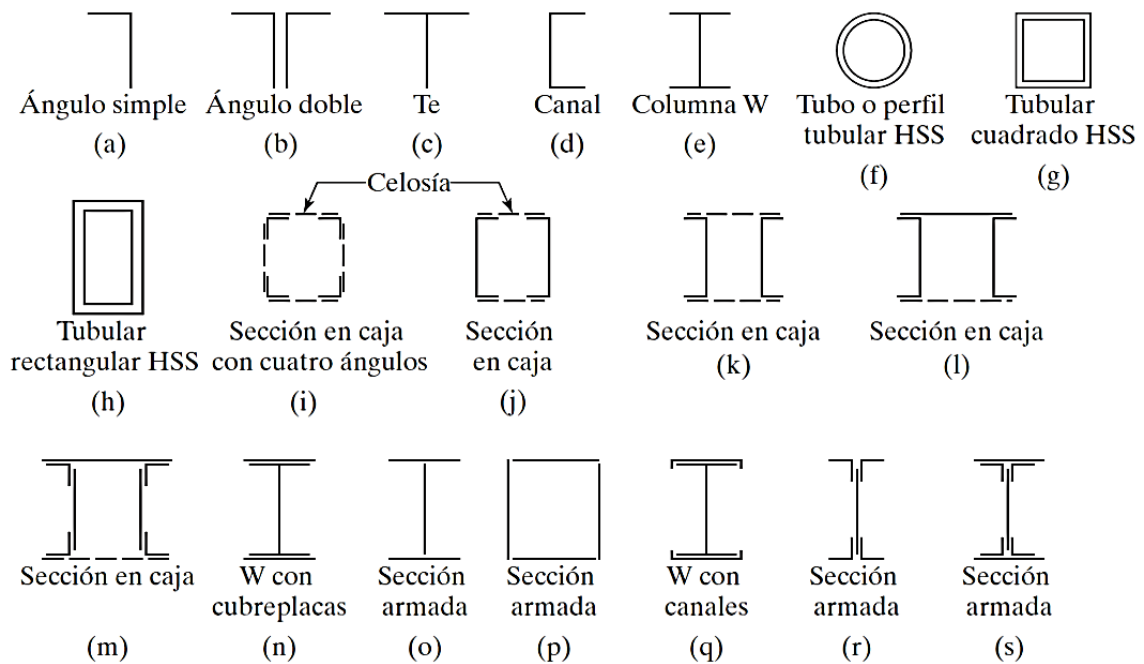 Ángulo simple
(a)
Ángulo doble
(b)
Te
(c)
Canal
(d)
Columna W
(e)
Tubo o perfil
tubular HSS
(f)
Tubular
cuadrado HSS
(g)
Celosía
Tubular
rectangular HSS
(h)
Sección en caja
con cuatro ángulos
(i)
Sección
en caja
(j)
Sección en caja
(k)
Sección en caja
(l)
Sección en caja
(m)
W con
cubreplacas
(n)
Sección
armada
(o)
Sección
armada
(p)
W con
canales
(q)
Sección
armada
(r)
Sección
armada
(s)